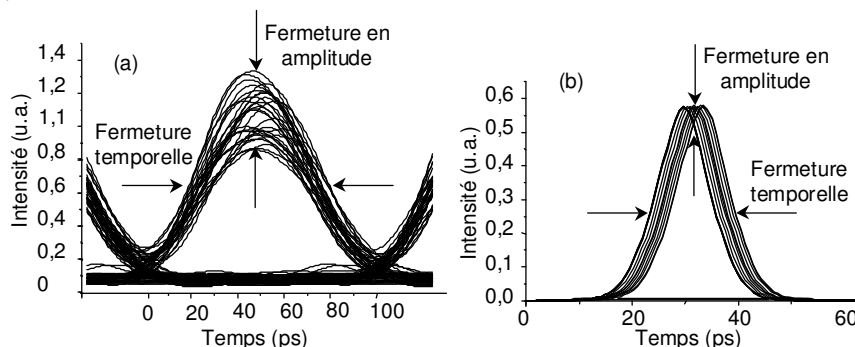 (a)
Fermeture en
amplitude
Fermeture
temporelle
Intensité (u.a.)
1,4
1,2
1,0
0,8
0,6
0,4
0,2
0
0 20 40 60 80 100
Temps (ps)
(b)
Fermeture en
amplitude
Fermeture
temporelle
Intensité (u.a.)
0,6
0,5
0,4
0,3
0,2
0,1
0,0
0 20 40 60
Temps (ps)